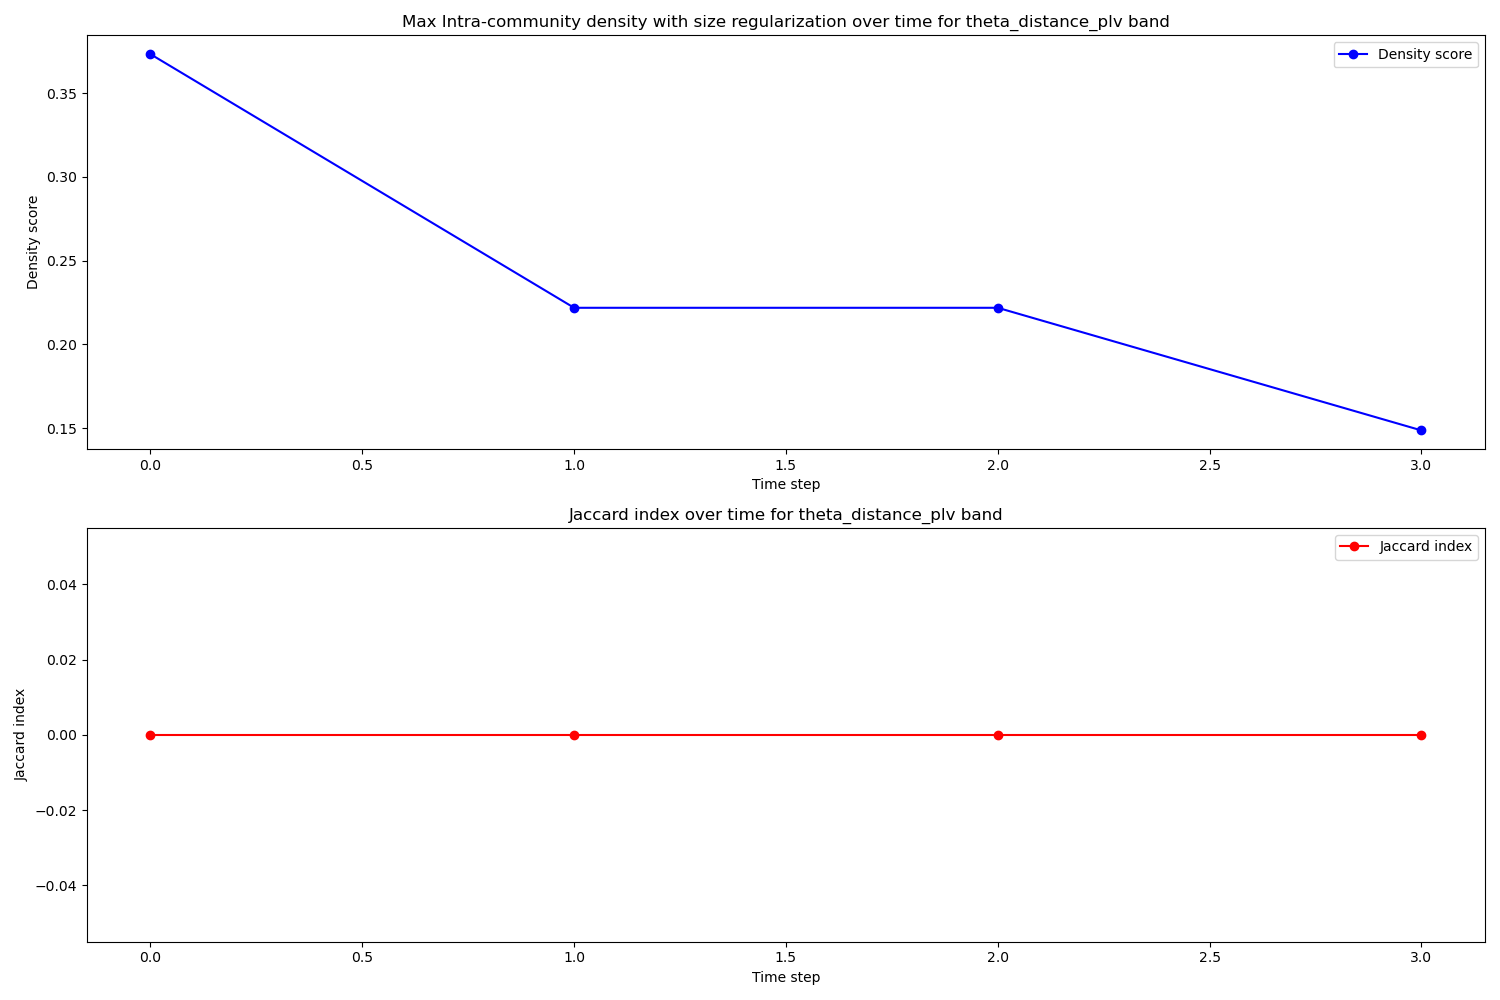 Max Intra-community density with size regularization over time for theta_distance_plv band
Density score
0.35
0.30
0.25
0.20
0.15
Density score
0.0 0.5 1.0 1.5 2.0 2.5 3.0
Time step
Jaccard index over time for theta_distance_plv band
Jaccard index
0.04
0.02
0.00
−0.02
−0.04
Jaccard index
0.0 0.5 1.0 1.5 2.0 2.5 3.0
Time step